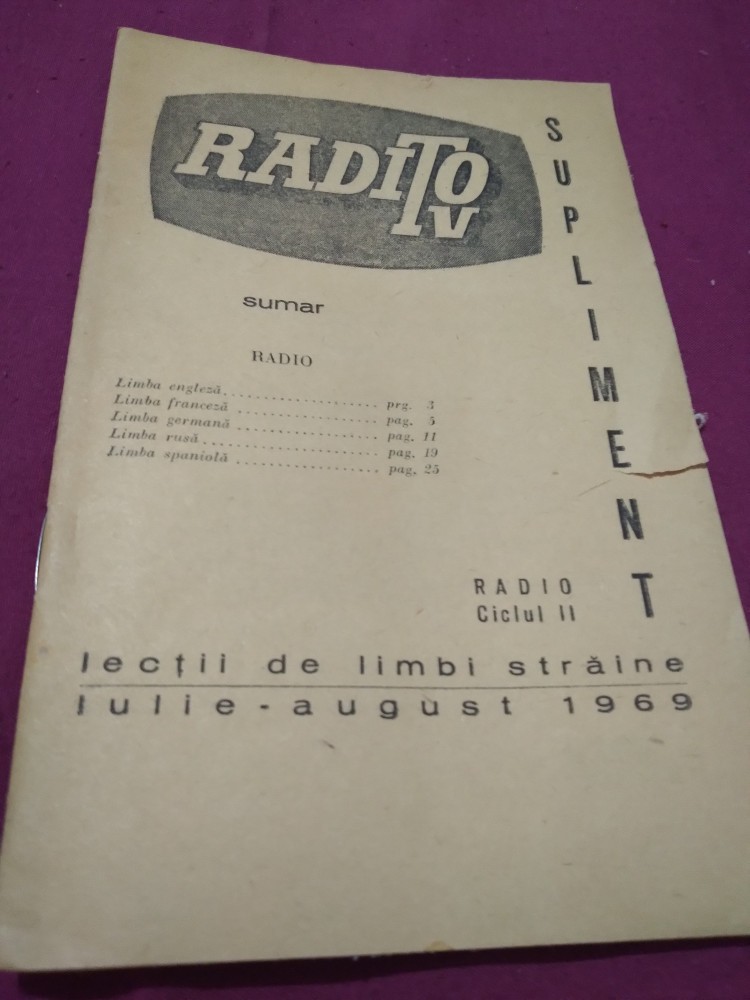 RADIO
TV
SUPLIMENT
sumar
RADIO
Limba engleză .................... prg. 3
Limba franceză .................... pag. 5
Limba germană .................... pag. 11
Limba rusă .................... pag. 19
Limba spaniolă .................... pag. 25
RADIO
Ciclul II
lecții de limbi străine
Iulie - august 1969